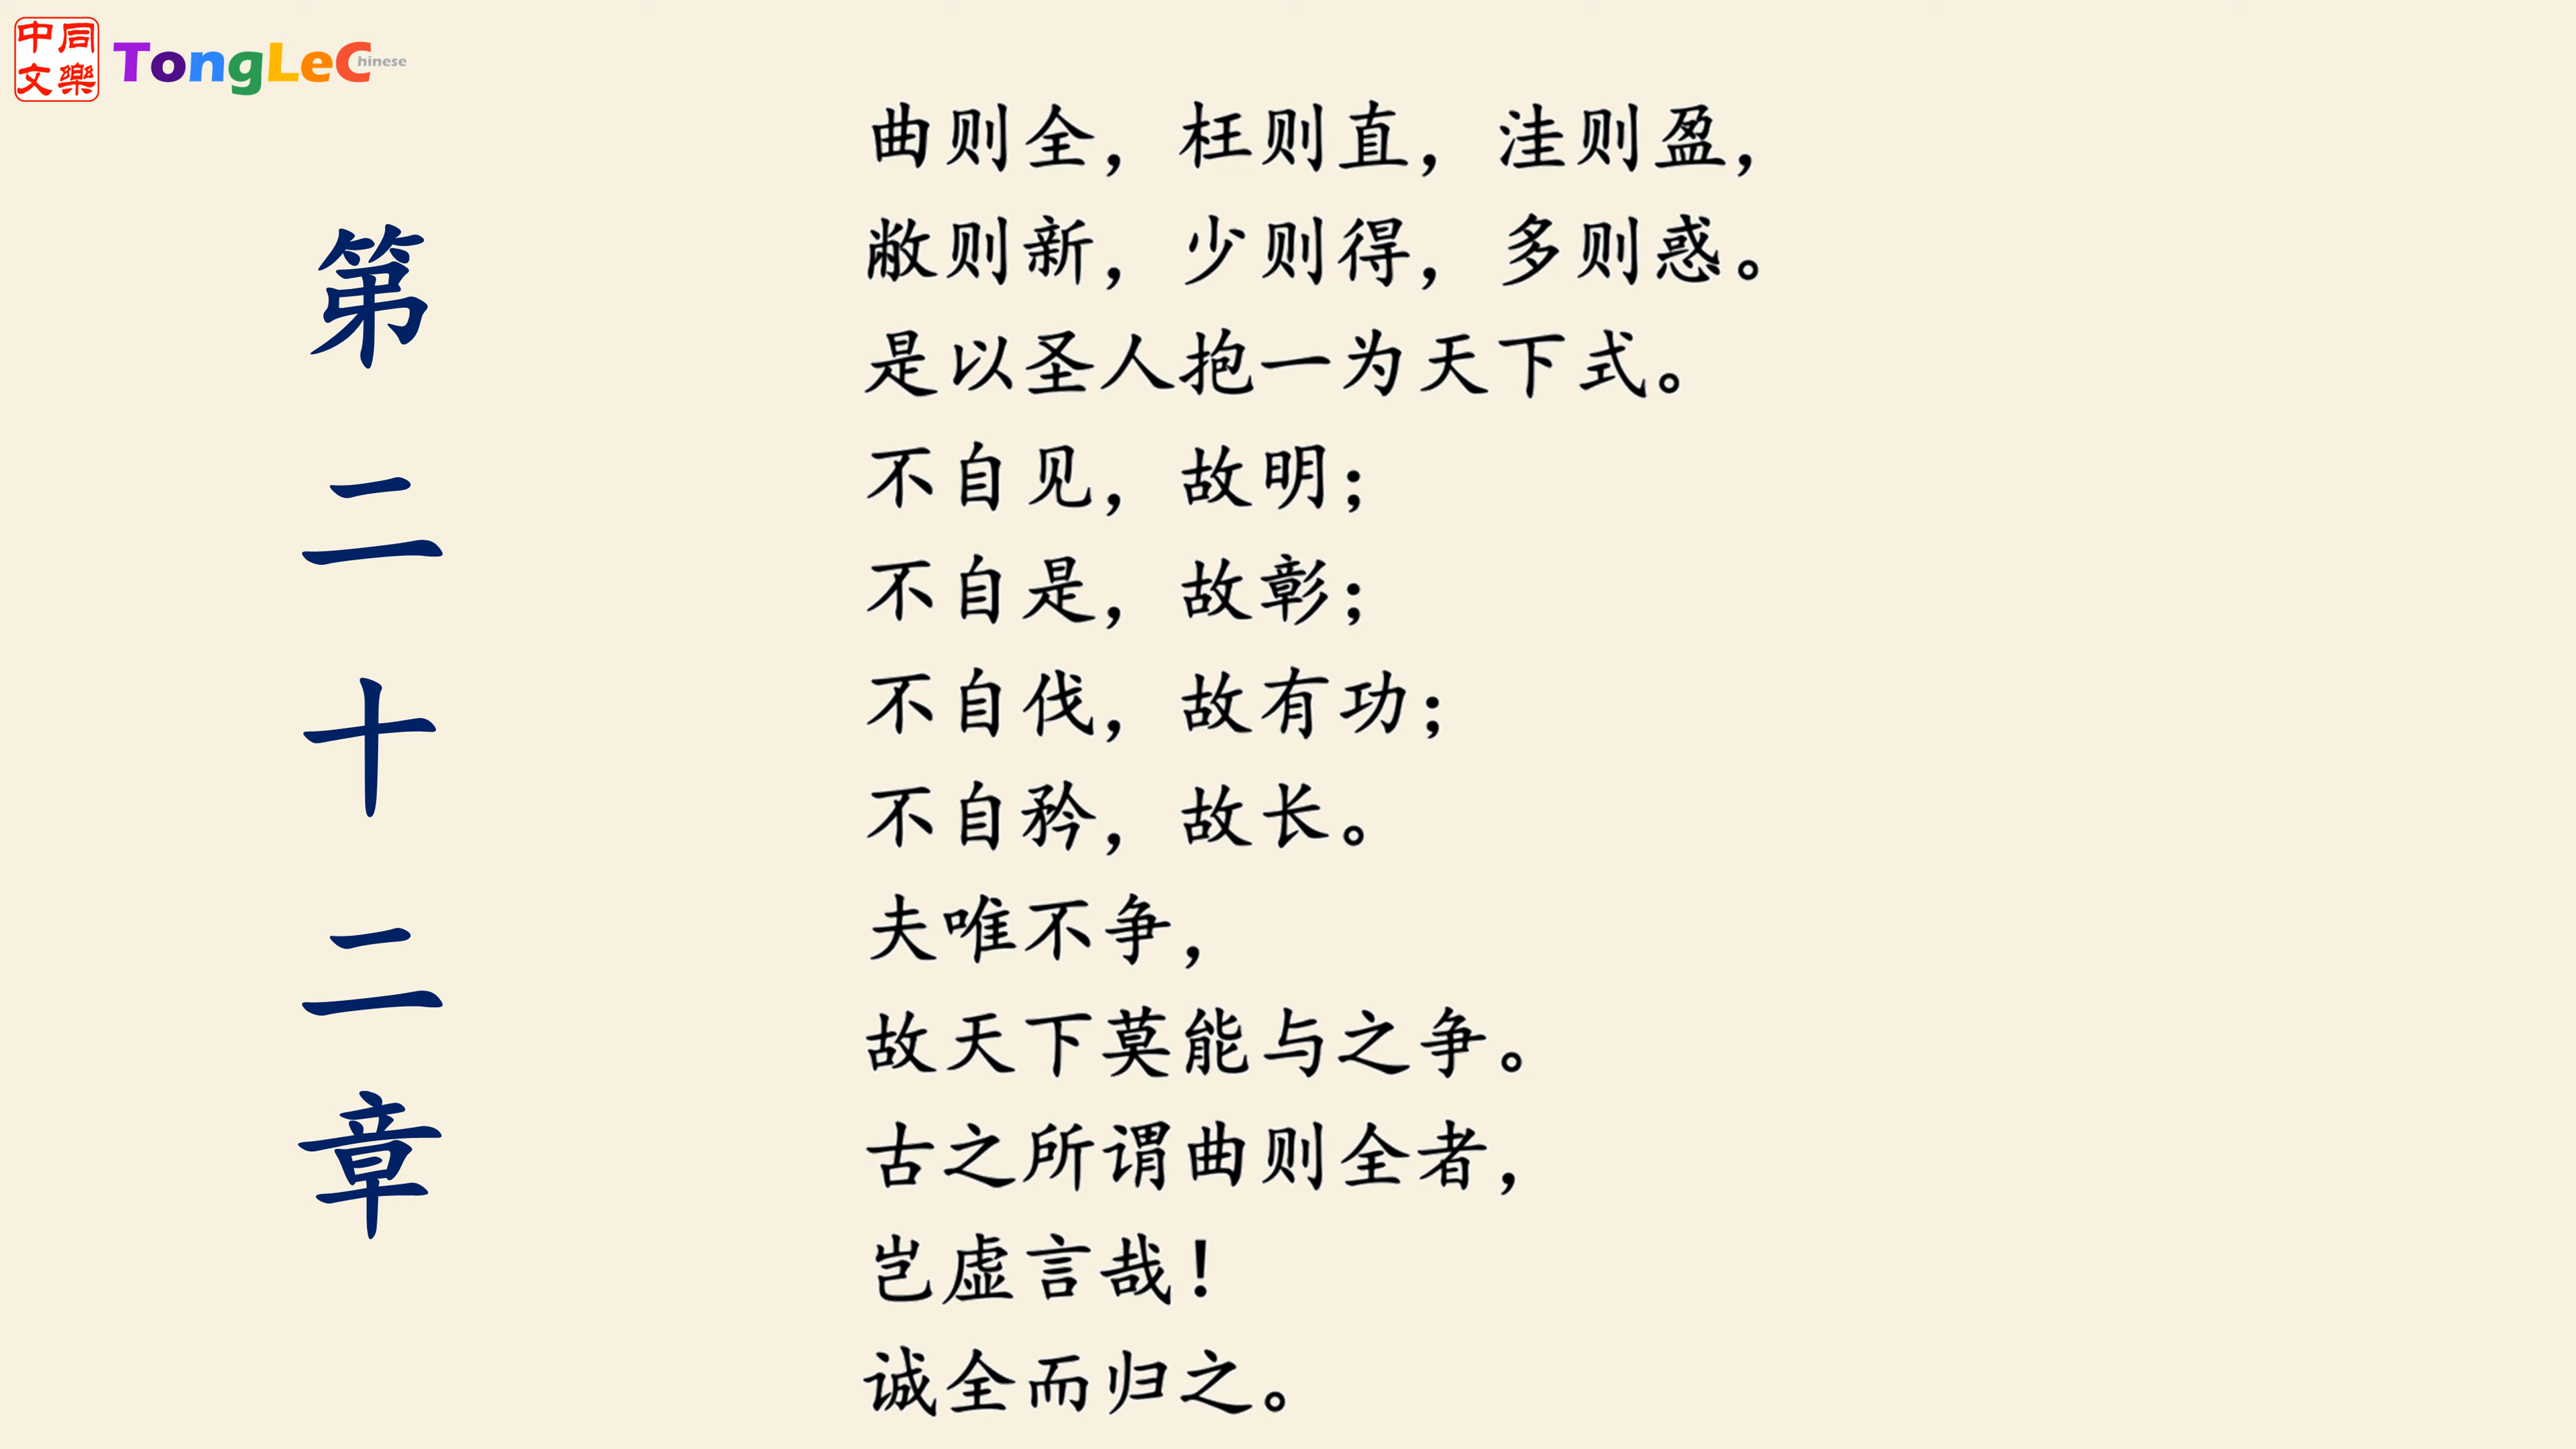 中同
文樂
TongLeChinese
第二十二章
曲则全，枉则直，洼则盈，
敝则新，少则得，多则惑。
是以圣人抱一为天下式。
不自见，故明；
不自是，故彰；
不自伐，故有功；
不自矜，故长。
夫唯不争，
故天下莫能与之争。
古之所谓曲则全者，
岂虚言哉！
诚全而归之。